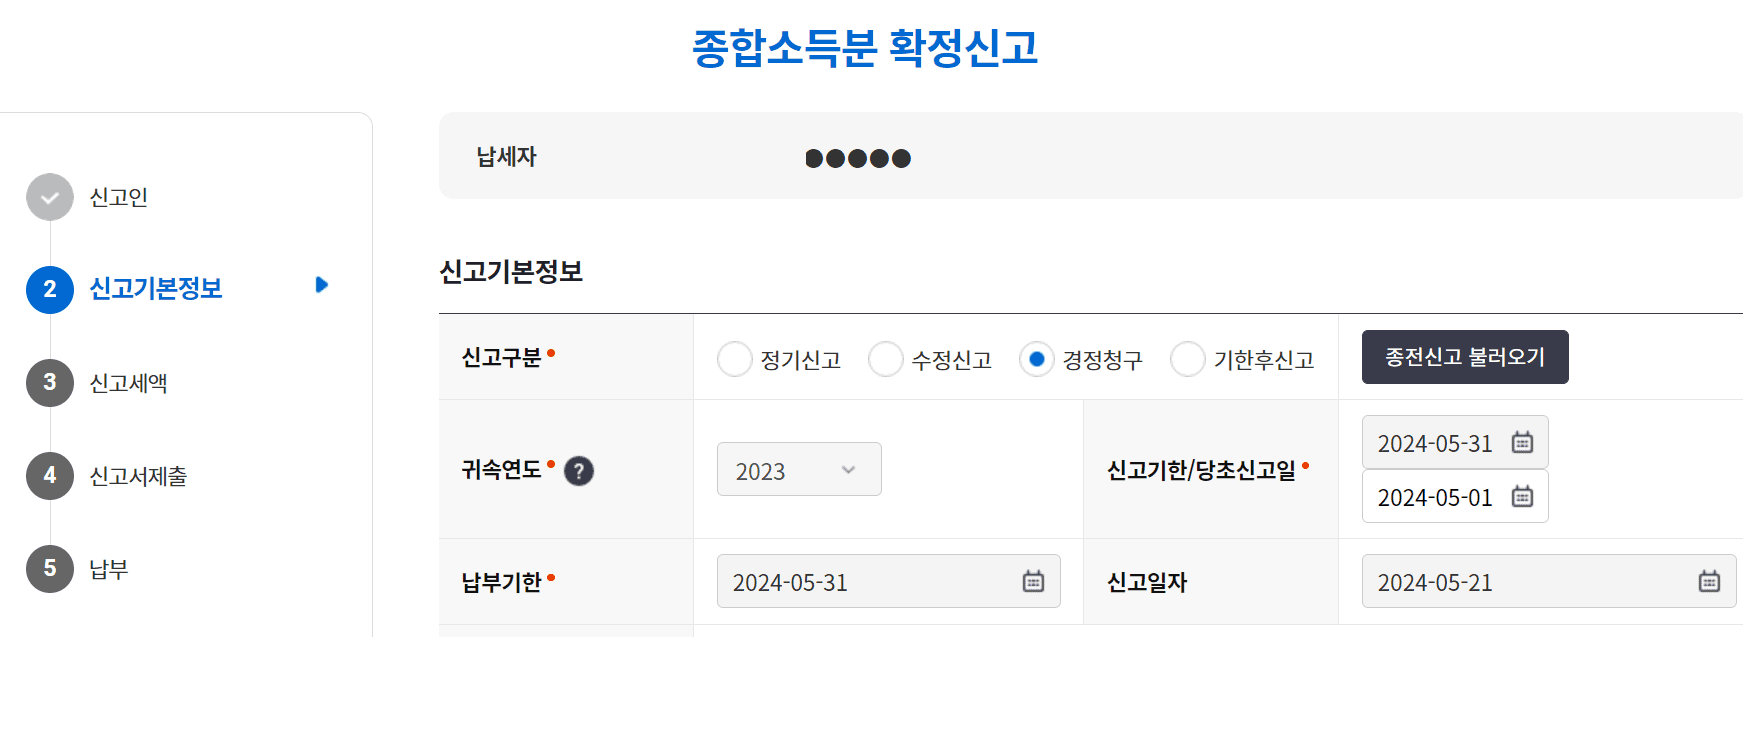 종합소득분 확정신고
납세자 ●●●●●
신고인
2 신고기본정보
3 신고세액
4 신고서제출
5 납부
신고기본정보
신고구분 정기신고 수정신고 경정청구 기한후신고 종전신고 불러오기
귀속연도 ? 2023 신고기한/당초신고일 2024-05-31
2024-05-01
납부기한 2024-05-31 신고일자 2024-05-21